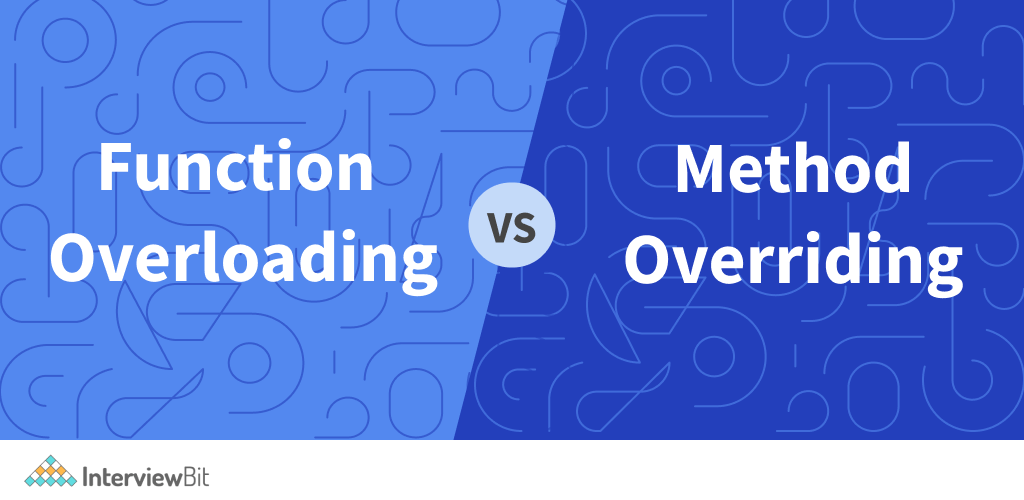 Function
Overloading
VS
Method
Overriding
InterviewBit